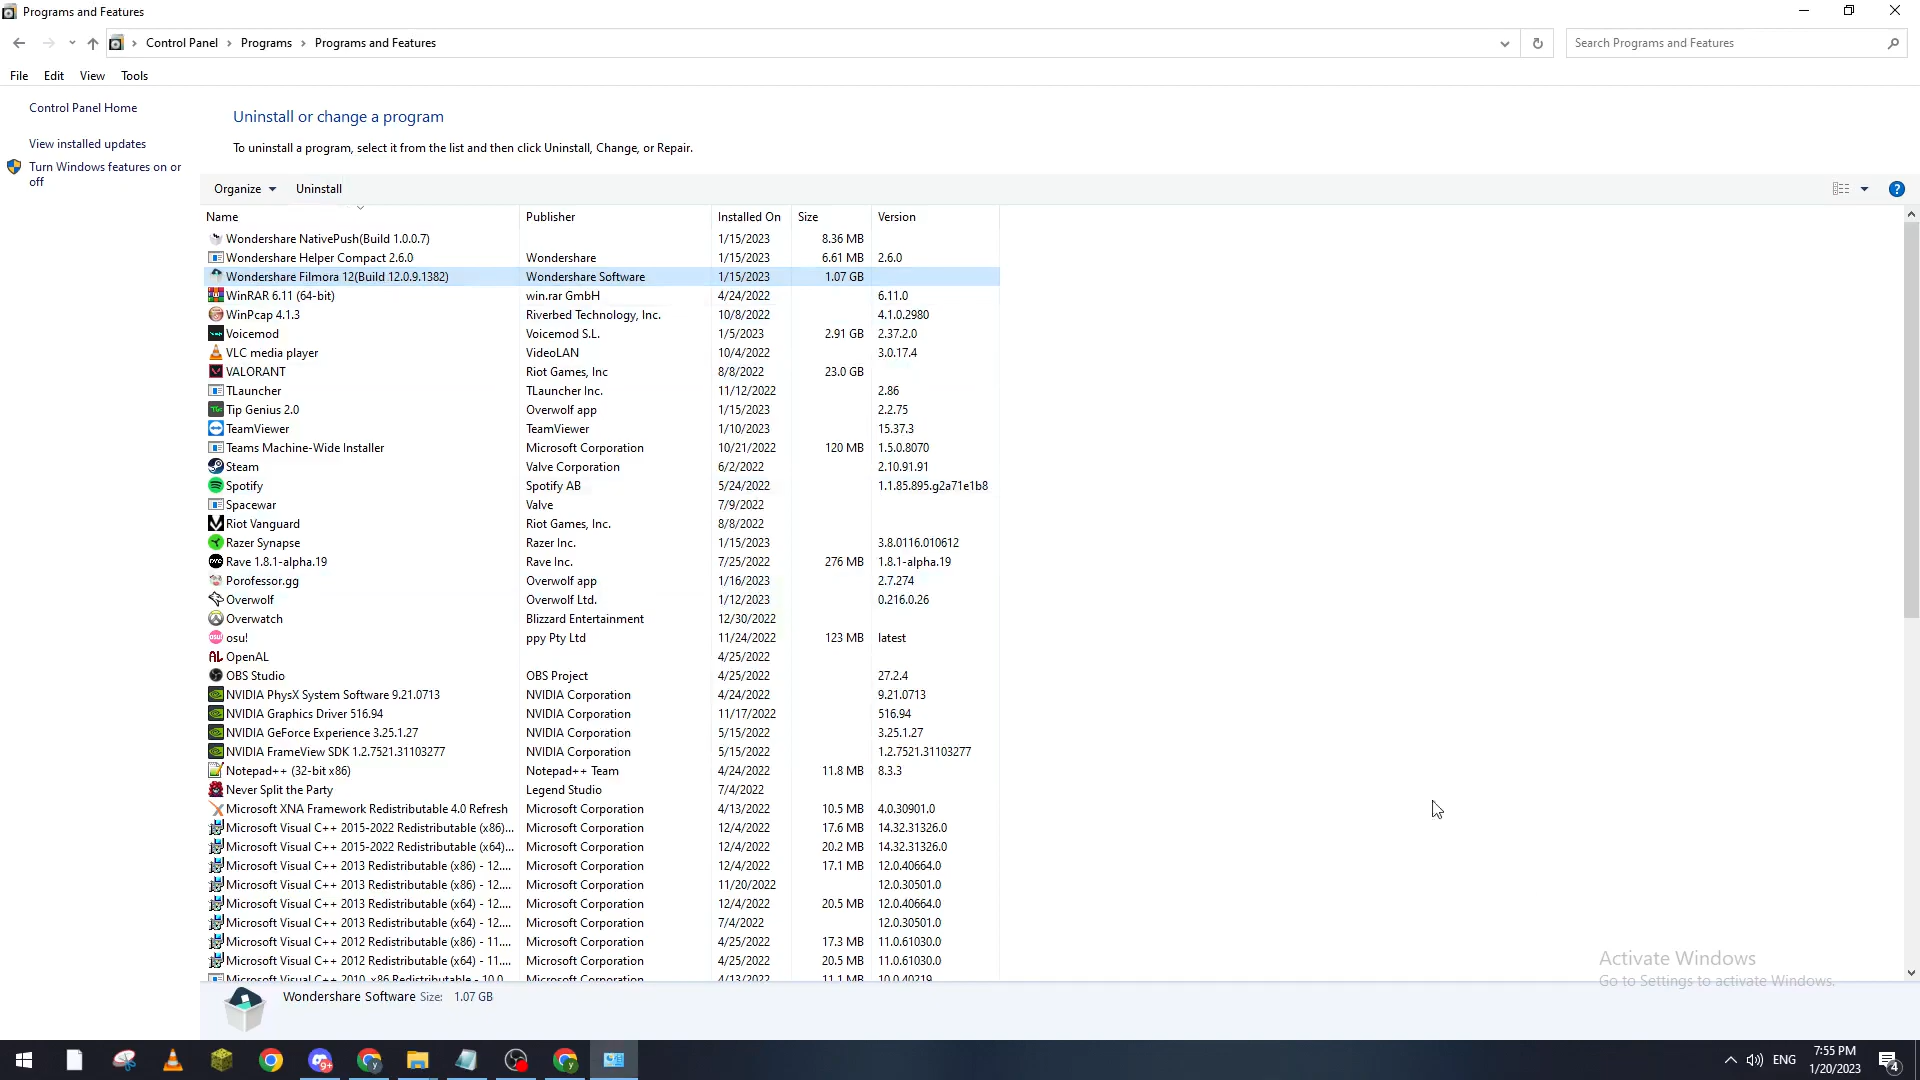 Programs and Features
Control Panel > Programs > Programs and Features
Search Programs and Features
File Edit View Tools
Control Panel Home
View installed updates
Turn Windows features on or
off
Uninstall or change a program
To uninstall a program, select it from the list and then click Uninstall, Change, or Repair.
Organize Uninstall
Name Publisher Installed On Size Version
Wondershare NativePush(Build 1.0.0.7) 1/15/2023 8.36 MB
Wondershare Helper Compact 2.6.0 Wondershare 1/15/2023 6.61 MB 2.6.0
Wondershare Filmora 12(Build 12.0.9.1382) Wondershare Software 1/15/2023 1.07 GB
WinRAR 6.11 (64-bit) win.rar GmbH 4/24/2022 6.11.0
WinPcap 4.1.3 Riverbed Technology, Inc. 10/8/2022 4.1.0.2980
Voicemod Voicemod S.L. 1/5/2023 2.91 GB 2.37.2.0
VLC media player VideoLAN 10/4/2022 3.0.17.4
VALORANT Riot Games, Inc 8/8/2022 23.0 GB
TLauncher TLauncher Inc. 11/12/2022 2.86
Tip Genius 2.0 Overwolf app 1/15/2023 2.2.75
TeamViewer TeamViewer 1/10/2023 15.37.3
Teams Machine-Wide Installer Microsoft Corporation 10/21/2022 120 MB 1.5.0.8070
Steam Valve Corporation 6/2/2022 2.10.91.91
Spotify Spotify AB 5/24/2022 1.1.85.895.g2a71e1b8
Spacewar Valve 7/9/2022
Riot Vanguard Riot Games, Inc. 8/8/2022
Razer Synapse Razer Inc. 1/15/2023 3.8.0116.010612
Rave 1.8.1-alpha.19 Rave Inc. 7/25/2022 276 MB 1.8.1-alpha.19
Porofessor.gg Overwolf app 1/16/2023 2.7.274
Overwolf Overwolf Ltd. 1/12/2023 0.216.0.26
Overwatch Blizzard Entertainment 12/30/2022
osu! ppy Pty Ltd 11/24/2022 123 MB latest
OpenAL 4/25/2022
OBS Studio OBS Project 4/25/2022 27.2.4
NVIDIA PhysX System Software 9.21.0713 NVIDIA Corporation 4/24/2022 9.21.0713
NVIDIA Graphics Driver 516.94 NVIDIA Corporation 11/17/2022 516.94
NVIDIA GeForce Experience 3.25.1.27 NVIDIA Corporation 5/15/2022 3.25.1.27
NVIDIA FrameView SDK 1.2.7521.31103277 NVIDIA Corporation 5/15/2022 1.2.7521.31103277
Notepad++ (32-bit x86) Notepad++ Team 4/24/2022 11.8 MB 8.3.3
Never Split the Party Legend Studio 7/4/2022
Microsoft XNA Framework Redistributable 4.0 Refresh Microsoft Corporation 4/13/2022 10.5 MB 4.0.30901.0
Microsoft Visual C++ 2015-2022 Redistributable (x86)... Microsoft Corporation 12/4/2022 17.6 MB 14.32.31326.0
Microsoft Visual C++ 2015-2022 Redistributable (x64)... Microsoft Corporation 12/4/2022 20.2 MB 14.32.31326.0
Microsoft Visual C++ 2013 Redistributable (x86) - 12.... Microsoft Corporation 12/4/2022 17.1 MB 12.0.40664.0
Microsoft Visual C++ 2013 Redistributable (x86) - 12.... Microsoft Corporation 11/20/2022 12.0.30501.0
Microsoft Visual C++ 2013 Redistributable (x64) - 12.... Microsoft Corporation 12/4/2022 20.5 MB 12.0.40664.0
Microsoft Visual C++ 2013 Redistributable (x64) - 12.... Microsoft Corporation 7/4/2022 12.0.30501.0
Microsoft Visual C++ 2012 Redistributable (x86) - 11.... Microsoft Corporation 4/25/2022 17.3 MB 11.0.61030.0
Microsoft Visual C++ 2012 Redistributable (x64) - 11.... Microsoft Corporation 4/25/2022 20.5 MB 11.0.61030.0
Microsoft Visual C++ 2010 x86 Redistributable - 10.0.... Microsoft Corporation 4/13/2022 11.1 MB 10.0.40219
Activate Windows
Go to Settings to activate Windows.
Wondershare Software Size: 1.07 GB
ENG
7:55 PM
1/20/2023
4